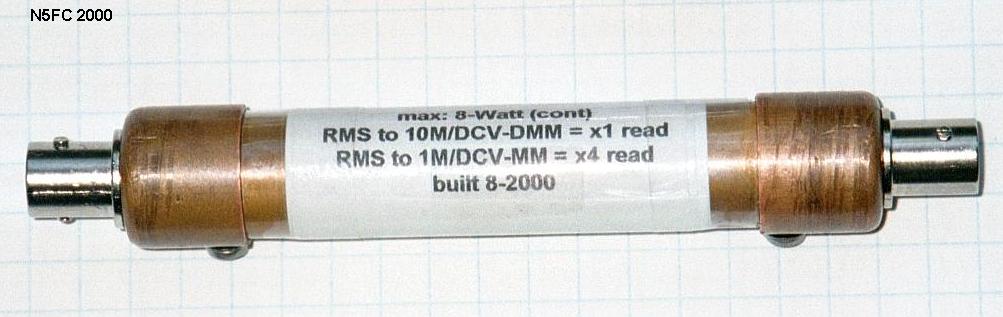 N5FC 2000
max: 8-Watt (cont)
RMS to 10M/DCV-DMM = x1 read
RMS to 1M/DCV-MM = x4 read
built 8-2000